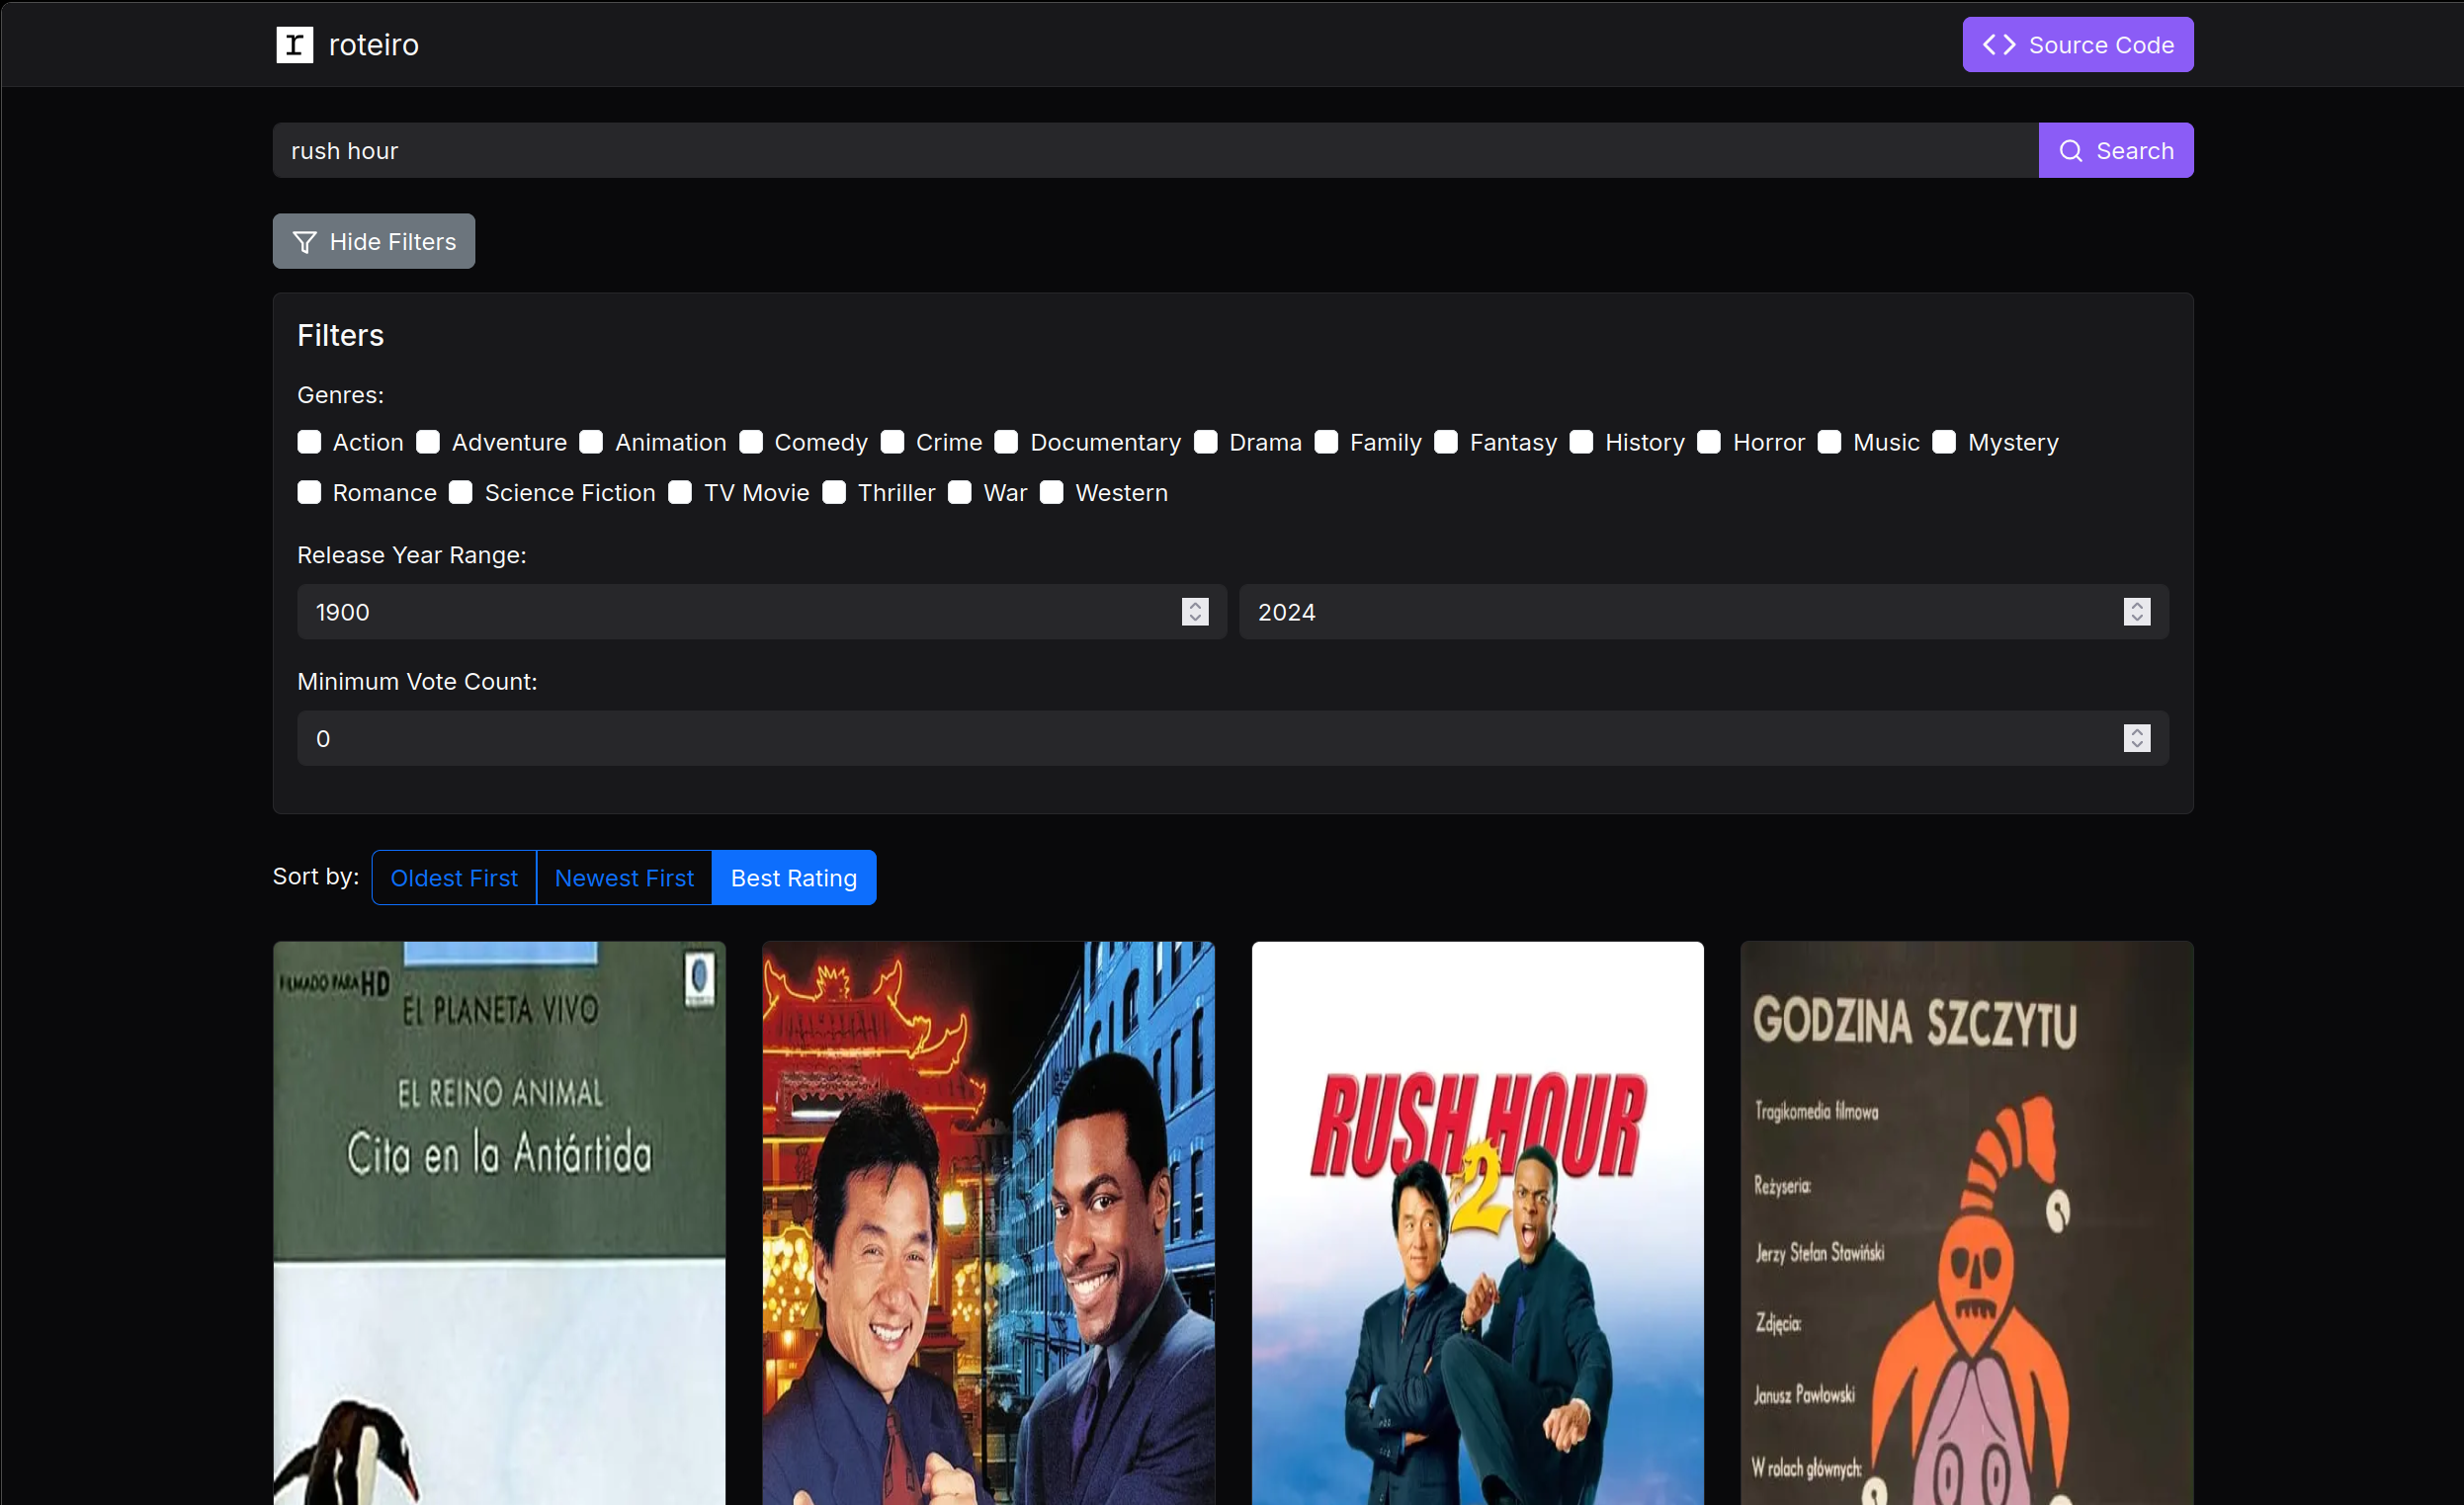 r roteiro
Source Code
rush hour
Search
Hide Filters
Filters
Genres:
Action Adventure Animation Comedy Crime Documentary Drama Family Fantasy History Horror Music Mystery
Romance Science Fiction TV Movie Thriller War Western
Release Year Range:
1900 2024
Minimum Vote Count:
0
Sort by: Oldest First Newest First Best Rating
FILMADO PARA HD
EL PLANETA VIVO
EL REINO ANIMAL
Cita en la Antártida
RUSH HOUR
2
GODZINA SZCZYTU
Tragikomedia filmowa
Reżyseria:
Jerzy Stefan Stawiński
Zdjęcia:
Janusz Pawłowski
W rolach głównych: